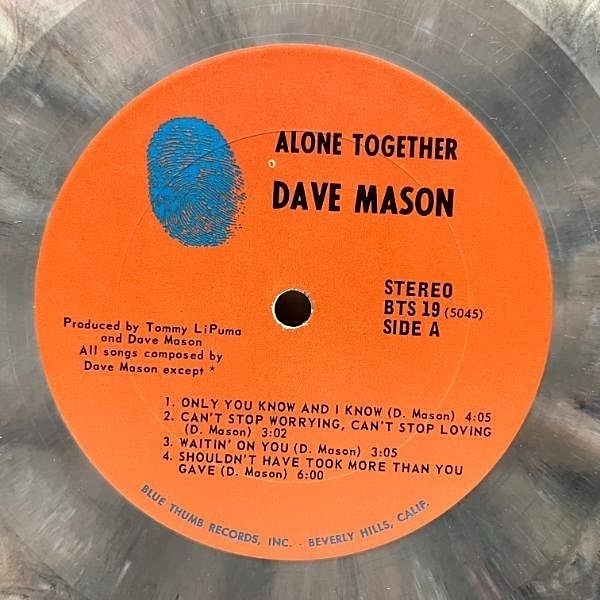 ALONE TOGETHER
DAVE MASON
STEREO
BTS 19 (5045)
SIDE A
Produced by Tommy LiPuma
and Dave Mason
All songs composed by
Dave Mason except *
1. ONLY YOU KNOW AND I KNOW (D. Mason) 4:05
2. CAN'T STOP WORRYING, CAN'T STOP LOVING
(D. Mason) 3:02
3. WAITIN' ON YOU (D. Mason) 3:05
4. SHOULDN'T HAVE TOOK MORE THAN YOU
GAVE (D. Mason) 6:00
BLUE THUMB RECORDS, INC. - BEVERLY HILLS, CALIF.